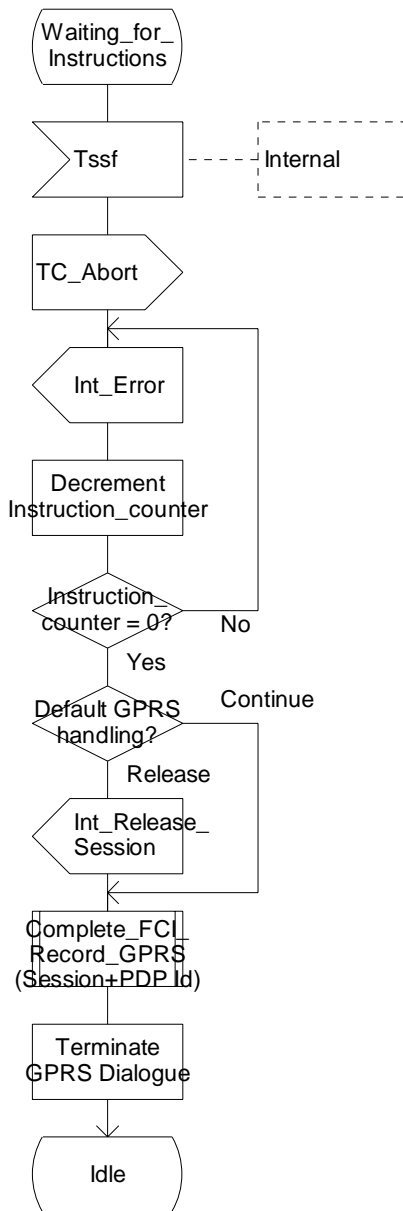 Waiting_for_
Instructions
Tssf
Internal
TC_Abort
Int_Error
Decrement
Instruction_counter
Instruction_
counter = 0?
No
Yes
Default GPRS
handling?
Continue
Release
Int_Release_
Session
Complete_FCI_
Record_GPRS
(Session+PDP Id)
Terminate
GPRS Dialogue
Idle